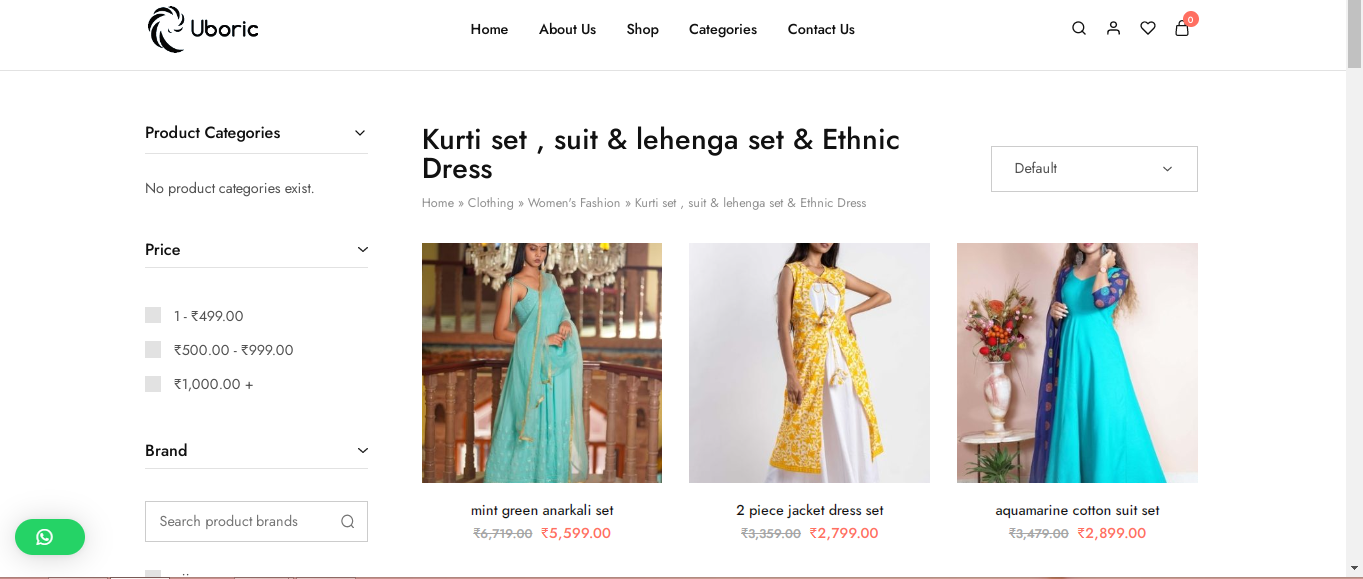 Uboric
Home About Us Shop Categories Contact Us
0
Product Categories
No product categories exist.
Price
1 - ₹499.00
₹500.00 - ₹999.00
₹1,000.00 +
Brand
Search product brands
Kurti set , suit & lehenga set & Ethnic
Dress
Home » Clothing » Women's Fashion » Kurti set , suit & lehenga set & Ethnic Dress
Default
mint green anarkali set
₹6,719.00 ₹5,599.00
2 piece jacket dress set
₹3,359.00 ₹2,799.00
aquamarine cotton suit set
₹3,479.00 ₹2,899.00